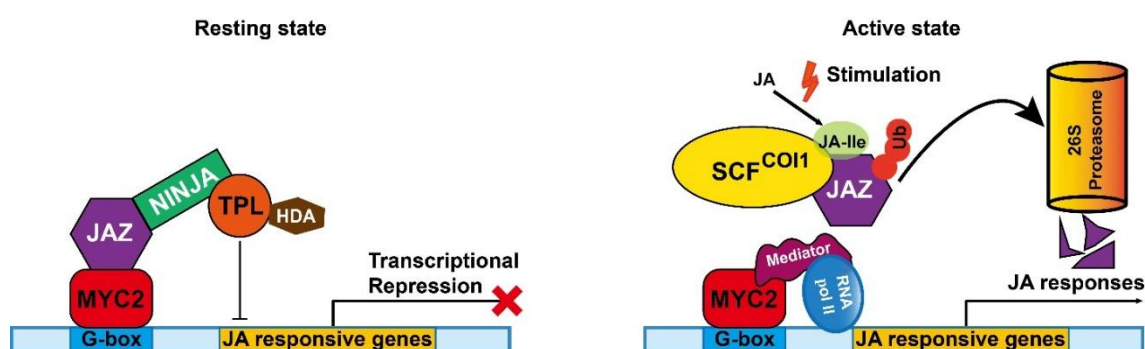 Resting state
NINJA
TPL
HDA
JAZ
MYC2
Transcriptional
Repression
G-box
JA responsive genes
Active state
JA
Stimulation
JA-Ile
Ub
SCF^COI1
JAZ
26S
Proteasome
Mediator
MYC2
RNA
pol II
JA responses
G-box
JA responsive genes